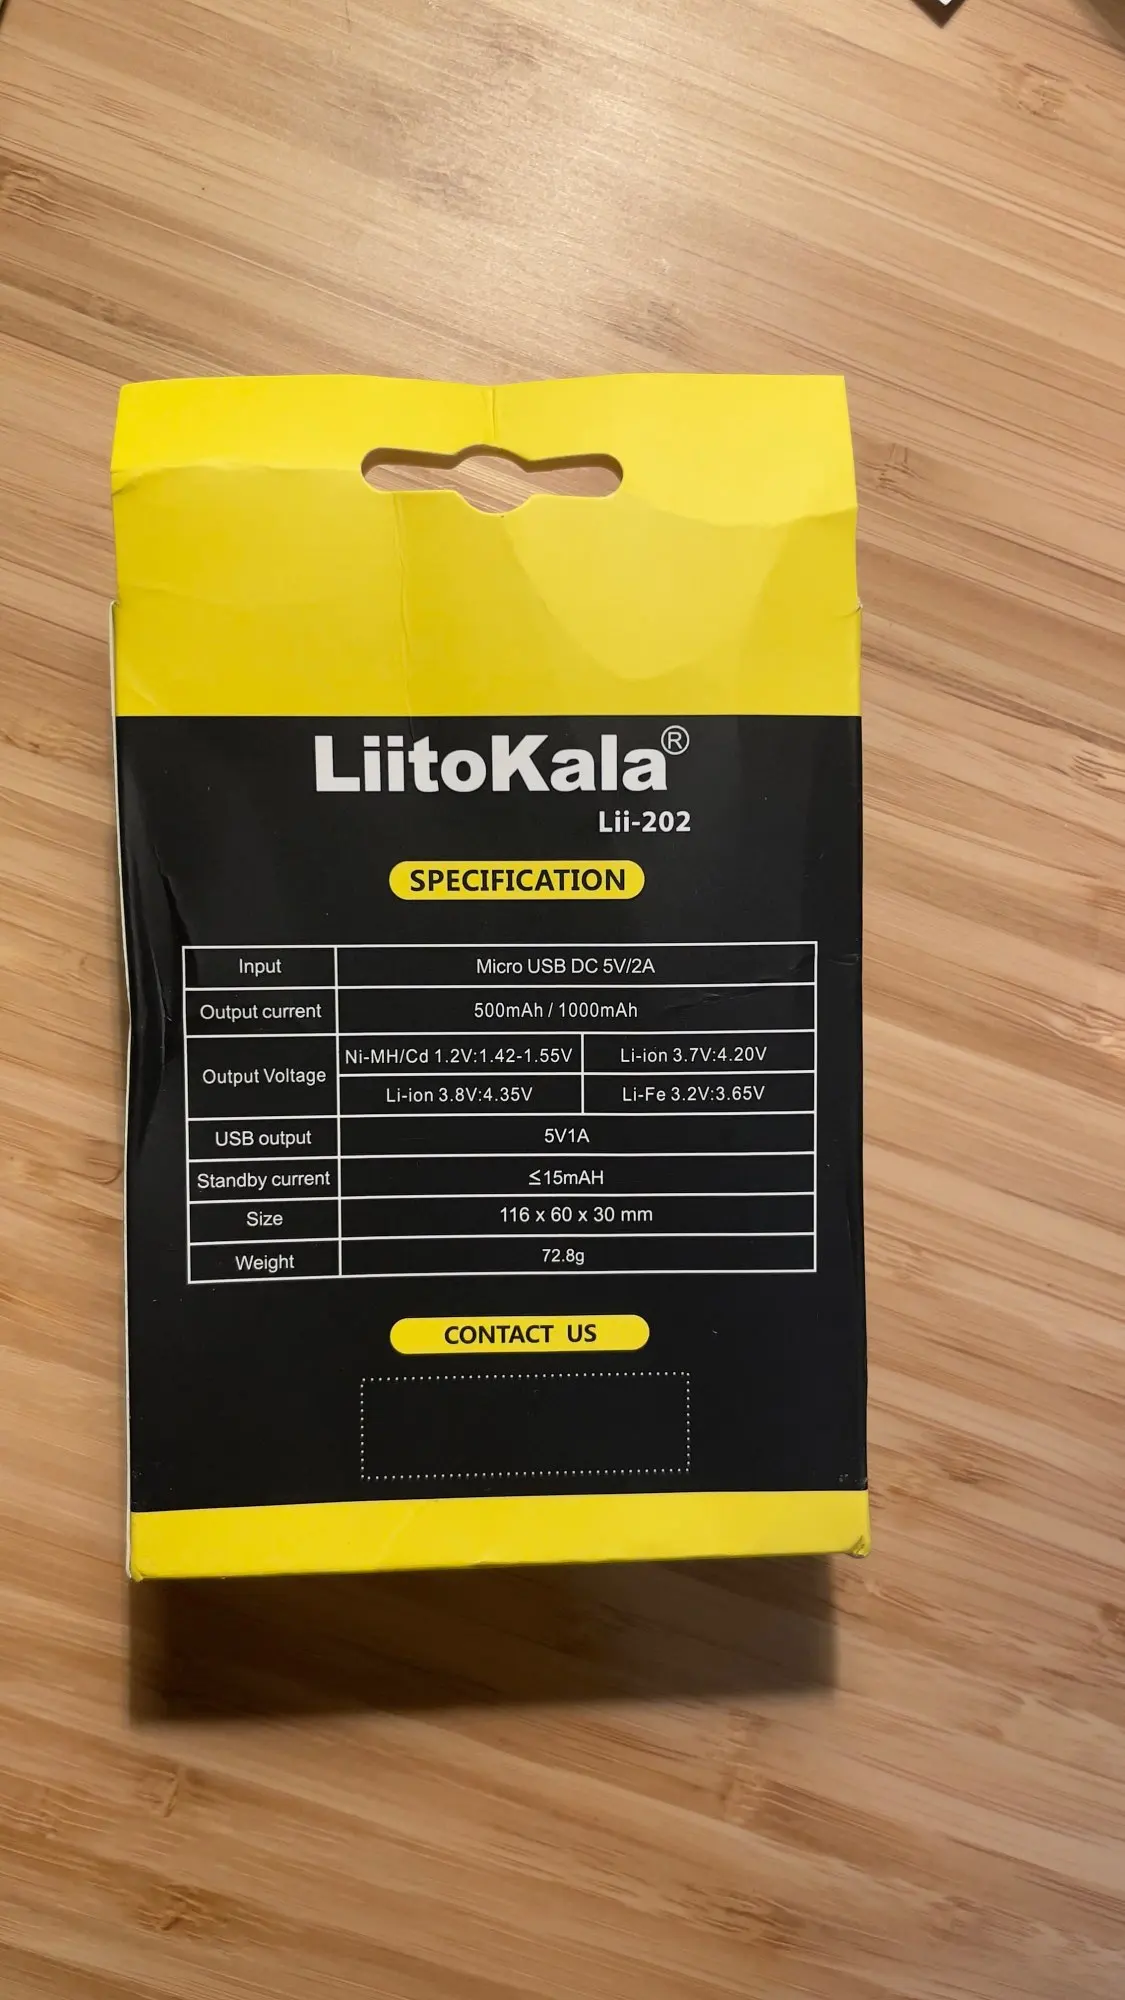 LiitoKala®
Lii-202
SPECIFICATION
Input Micro USB DC 5V/2A
Output current 500mAh / 1000mAh
Output Voltage Ni-MH/Cd 1.2V:1.42-1.55V Li-ion 3.7V:4.20V
Li-ion 3.8V:4.35V Li-Fe 3.2V:3.65V
USB output 5V1A
Standby current ≤15mAH
Size 116 x 60 x 30 mm
Weight 72.8g
CONTACT US